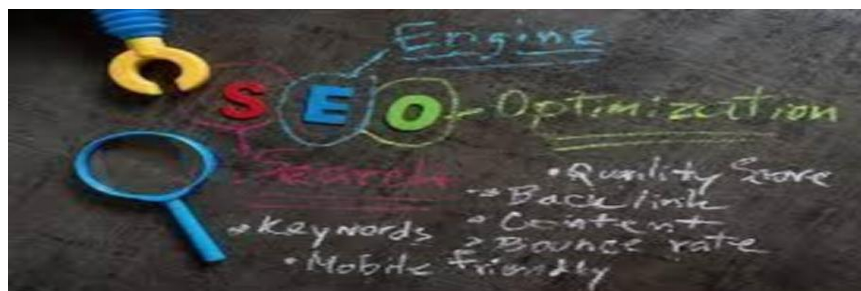 Engine
SEO
Optimization
Search
• Quality Score
Back link
Keywords
• Content
Bounce rate
• Mobile Friendly